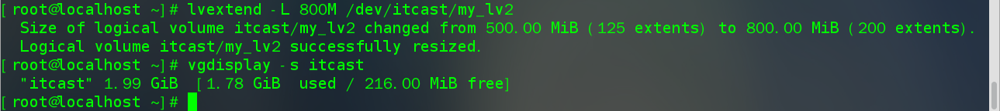 [root@localhost ~]# lvextend -L 800M /dev/itcast/my_lv2
  Size of logical volume itcast/my_lv2 changed from 500.00 MiB (125 extents) to 800.00 MiB (200 extents).
  Logical volume itcast/my_lv2 successfully resized.
[root@localhost ~]# vgdisplay -s itcast
  "itcast" 1.99 GiB  [1.78 GiB  used / 216.00 MiB free]
[root@localhost ~]#